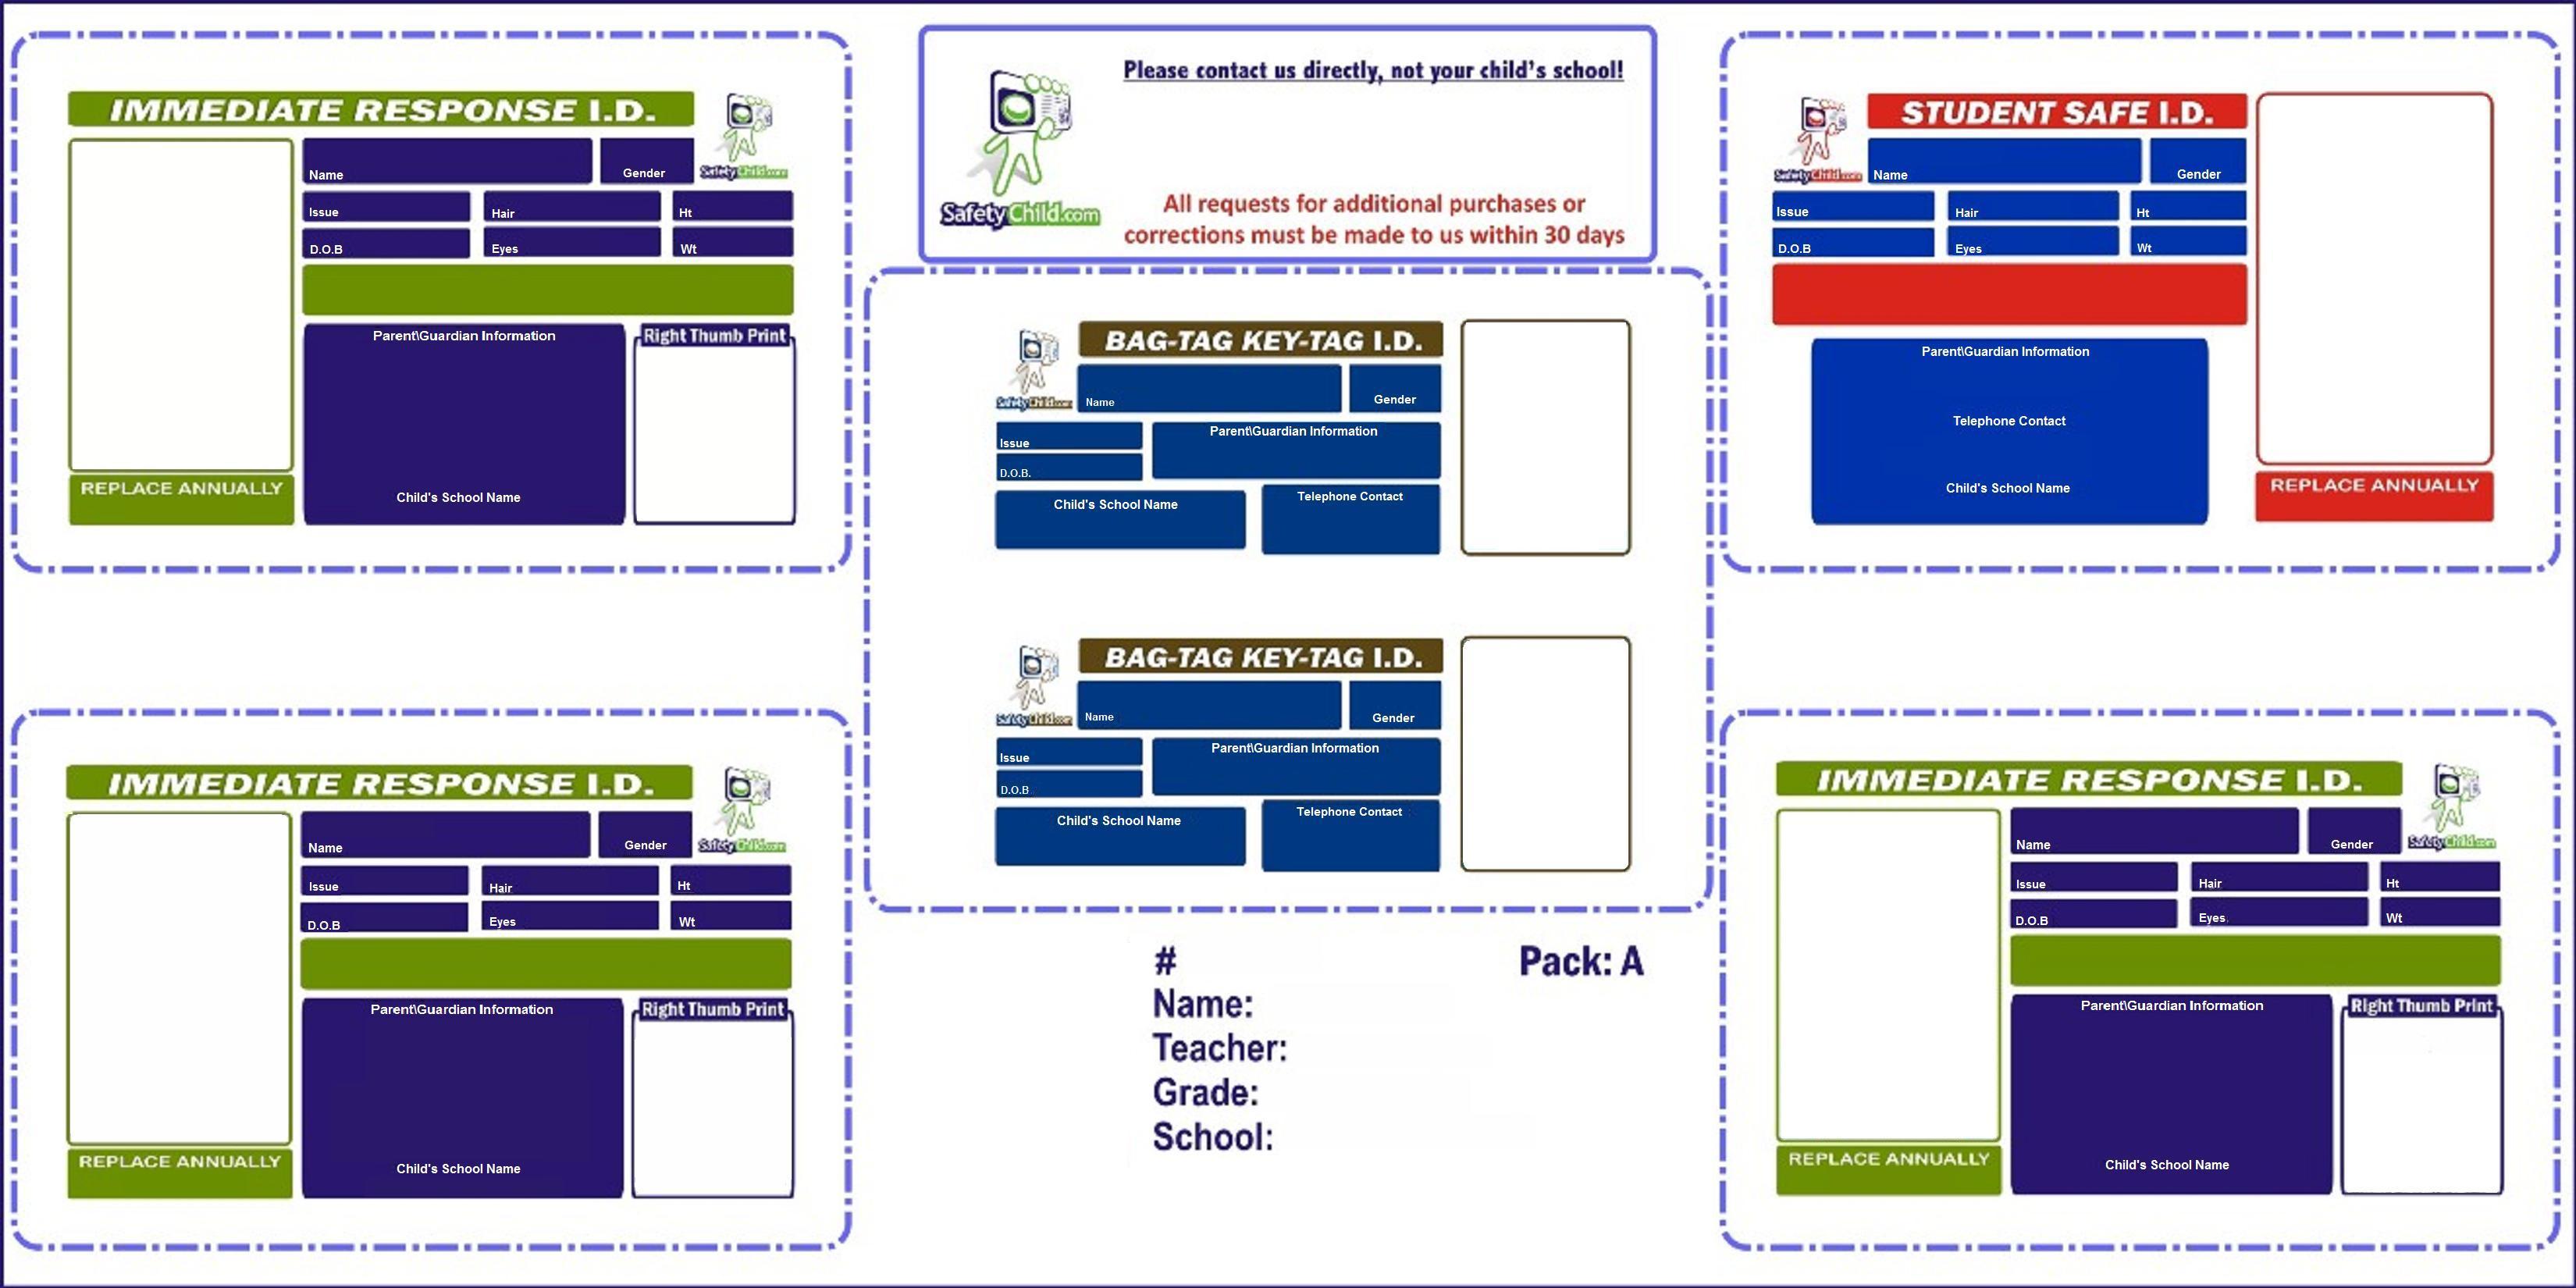 IMMEDIATE RESPONSE I.D.
SafetyChild.com
Name
Gender
Issue
Hair
Ht
D.O.B
Eyes
Wt
Parent\Guardian Information
Right Thumb Print
Child's School Name
REPLACE ANNUALLY
Please contact us directly, not your child's school!
SafetyChild.com
All requests for additional purchases or
corrections must be made to us within 30 days
STUDENT SAFE I.D.
SafetyChild.com
Name
Gender
Issue
Hair
Ht
D.O.B
Eyes
Wt
Parent\Guardian Information
Telephone Contact
Child's School Name
REPLACE ANNUALLY
BAG-TAG KEY-TAG I.D.
SafetyChild.com
Name
Gender
Issue
Parent\Guardian Information
D.O.B.
Child's School Name
Telephone Contact
BAG-TAG KEY-TAG I.D.
SafetyChild.com
Name
Gender
Issue
Parent\Guardian Information
D.O.B
Child's School Name
Telephone Contact
IMMEDIATE RESPONSE I.D.
SafetyChild.com
Name
Gender
Issue
Hair
Ht
D.O.B
Eyes
Wt
Parent\Guardian Information
Right Thumb Print
Child's School Name
REPLACE ANNUALLY
# Pack: A
Name:
Teacher:
Grade:
School:
IMMEDIATE RESPONSE I.D.
SafetyChild.com
Name
Gender
Issue
Hair
Ht
D.O.B
Eyes.
Wt
Parent\Guardian Information
Right Thumb Print
Child's School Name
REPLACE ANNUALLY